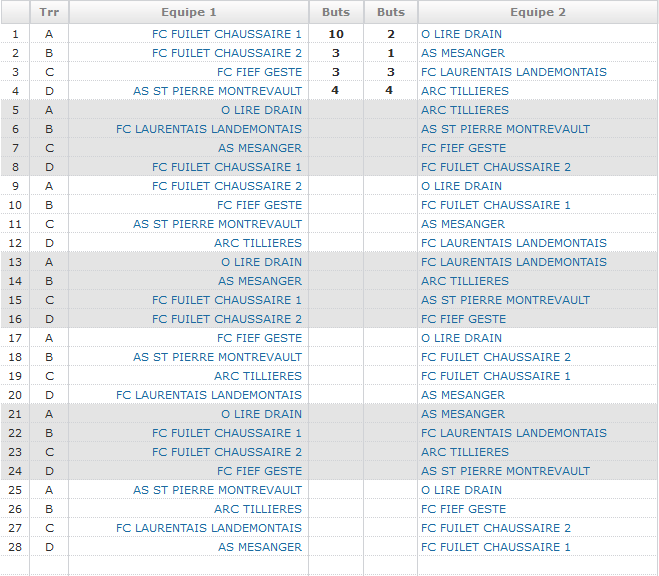 Trr Equipe 1 Buts Buts Equipe 2
1 A FC FUILET CHAUSSAIRE 1 10 2 O LIRE DRAIN
2 B FC FUILET CHAUSSAIRE 2 3 1 AS MESANGER
3 C FC FIEF GESTE 3 3 FC LAURENTAIS LANDEMONTAIS
4 D AS ST PIERRE MONTREVAULT 4 4 ARC TILLIERES
5 A O LIRE DRAIN ARC TILLIERES
6 B FC LAURENTAIS LANDEMONTAIS AS ST PIERRE MONTREVAULT
7 C AS MESANGER FC FIEF GESTE
8 D FC FUILET CHAUSSAIRE 1 FC FUILET CHAUSSAIRE 2
9 A FC FUILET CHAUSSAIRE 2 O LIRE DRAIN
10 B FC FIEF GESTE FC FUILET CHAUSSAIRE 1
11 C AS ST PIERRE MONTREVAULT AS MESANGER
12 D ARC TILLIERES FC LAURENTAIS LANDEMONTAIS
13 A O LIRE DRAIN FC LAURENTAIS LANDEMONTAIS
14 B AS MESANGER ARC TILLIERES
15 C FC FUILET CHAUSSAIRE 1 AS ST PIERRE MONTREVAULT
16 D FC FUILET CHAUSSAIRE 2 FC FIEF GESTE
17 A FC FIEF GESTE O LIRE DRAIN
18 B AS ST PIERRE MONTREVAULT FC FUILET CHAUSSAIRE 2
19 C ARC TILLIERES FC FUILET CHAUSSAIRE 1
20 D FC LAURENTAIS LANDEMONTAIS AS MESANGER
21 A O LIRE DRAIN AS MESANGER
22 B FC FUILET CHAUSSAIRE 1 FC LAURENTAIS LANDEMONTAIS
23 C FC FUILET CHAUSSAIRE 2 ARC TILLIERES
24 D FC FIEF GESTE AS ST PIERRE MONTREVAULT
25 A AS ST PIERRE MONTREVAULT O LIRE DRAIN
26 B ARC TILLIERES FC FIEF GESTE
27 C FC LAURENTAIS LANDEMONTAIS FC FUILET CHAUSSAIRE 2
28 D AS MESANGER FC FUILET CHAUSSAIRE 1